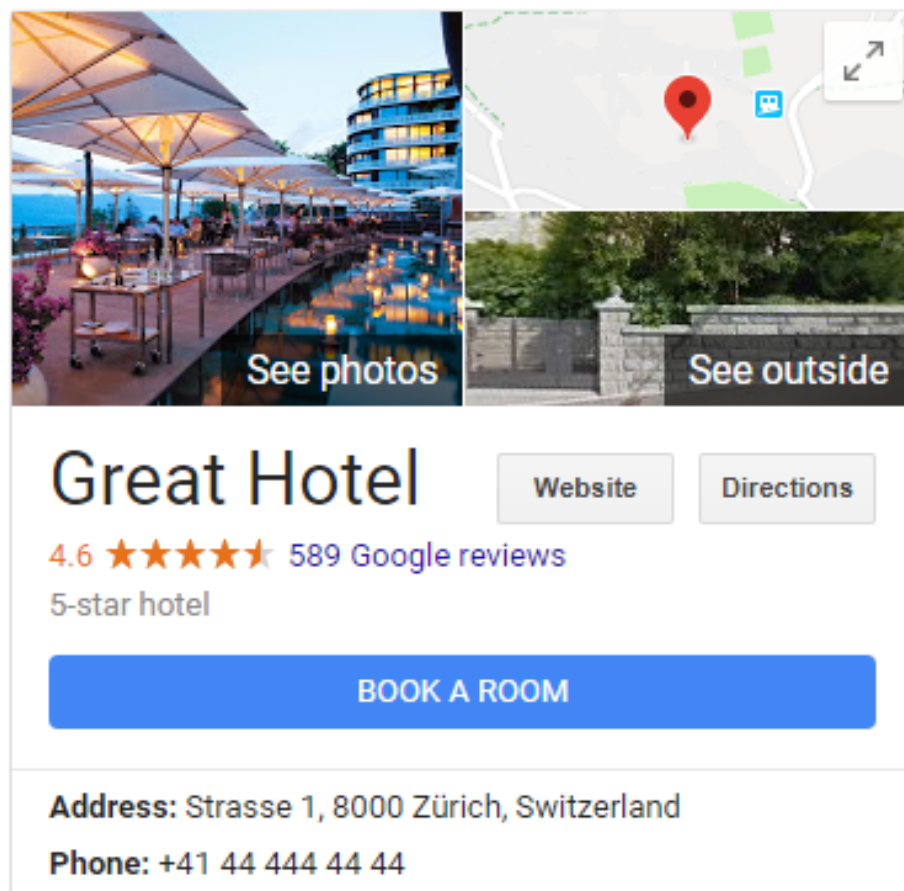 See photos
See outside
Great Hotel
Website
Directions
4.6
589 Google reviews
5-star hotel
BOOK A ROOM
Address: Strasse 1, 8000 Zürich, Switzerland
Phone: +41 44 444 44 44